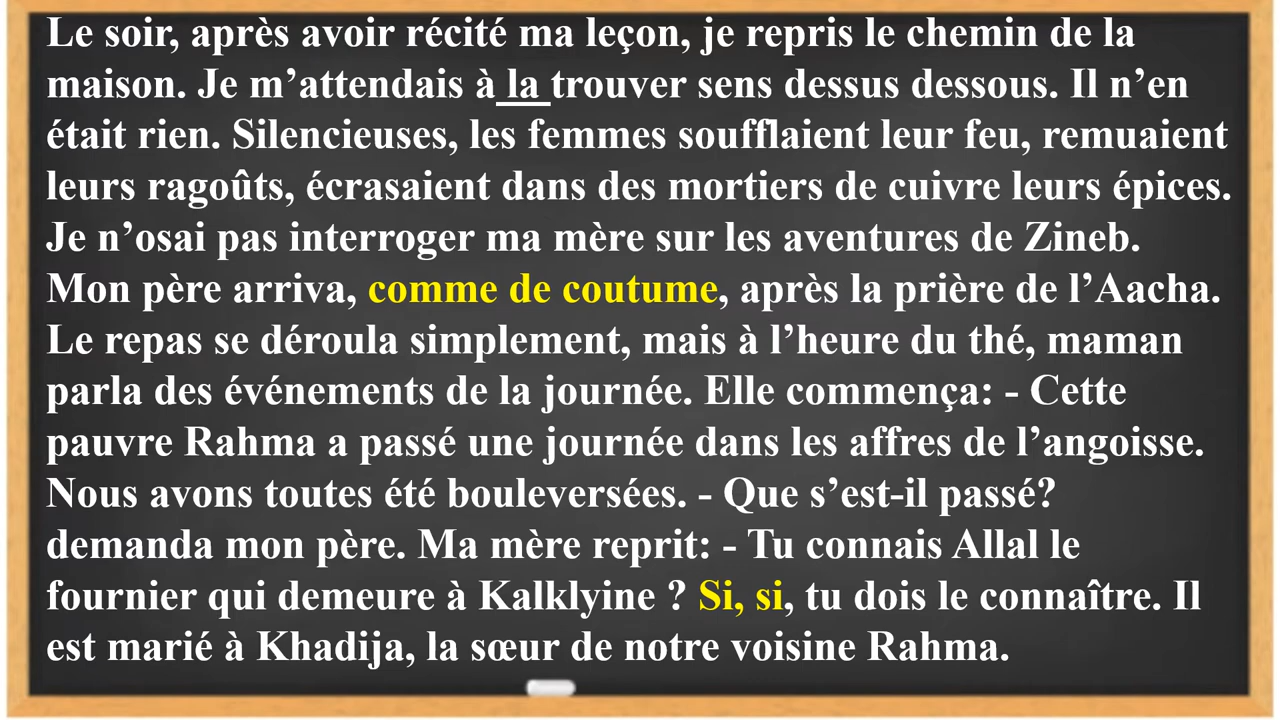 Le soir, après avoir récité ma leçon, je repris le chemin de la
maison. Je m’attendais à la trouver sens dessus dessous. Il n’en
était rien. Silencieuses, les femmes soufflaient leur feu, remuaient
leurs ragoûts, écrasaient dans des mortiers de cuivre leurs épices.
Je n’osai pas interroger ma mère sur les aventures de Zineb.
Mon père arriva, comme de coutume, après la prière de l’Aacha.
Le repas se déroula simplement, mais à l’heure du thé, maman
parla des événements de la journée. Elle commença: - Cette
pauvre Rahma a passé une journée dans les affres de l’angoisse.
Nous avons toutes été bouleversées. - Que s’est-il passé?
demanda mon père. Ma mère reprit: - Tu connais Allal le
fournier qui demeure à Kalklyine ? Si, si, tu dois le connaître. Il
est marié à Khadija, la sœur de notre voisine Rahma.